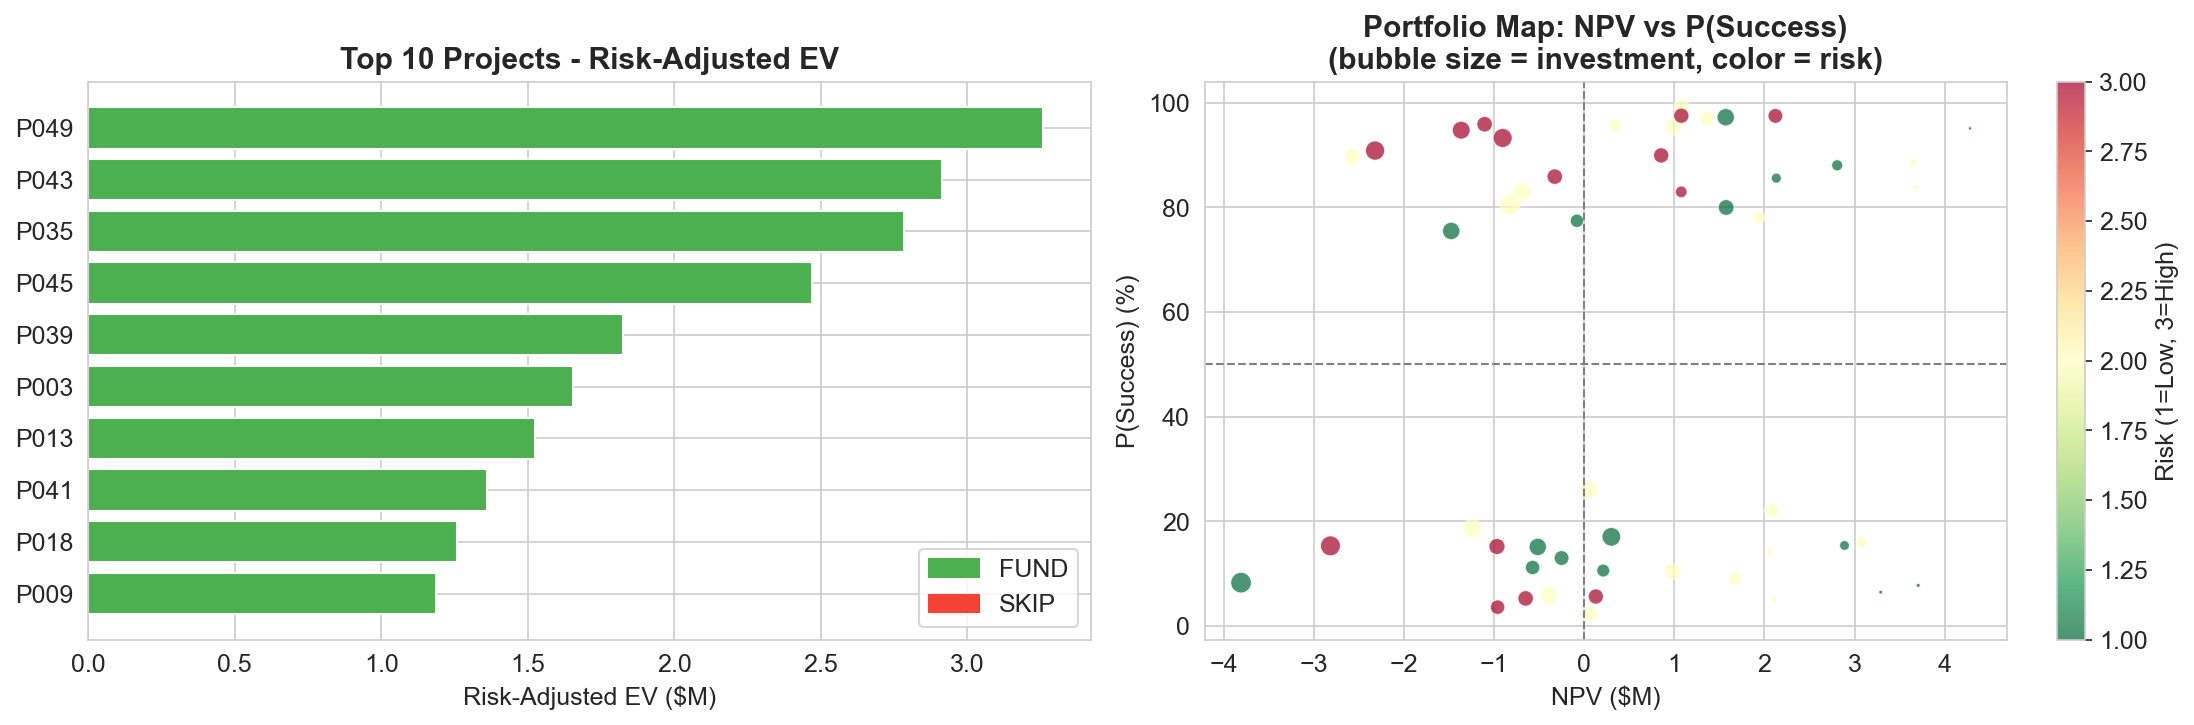 Top 10 Projects - Risk-Adjusted EV
P049
P043
P035
P045
P039
P003
P013
P041
P018
P009
FUND
SKIP
0.0 0.5 1.0 1.5 2.0 2.5 3.0
Risk-Adjusted EV ($M)
Portfolio Map: NPV vs P(Success)
(bubble size = investment, color = risk)
P(Success) (%)
100
80
60
40
20
0
−4 −3 −2 −1 0 1 2 3 4
NPV ($M)
3.00
2.75
2.50
2.25
2.00
1.75
1.50
1.25
1.00
Risk (1=Low, 3=High)